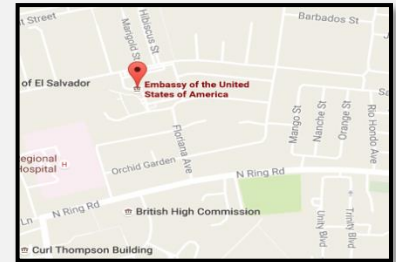 t Street
Hibiscus St
Marigold St
Barbados St
of El Salvador
Embassy of the United
States of America
Mango St
Nanche St
Orange St
Rio Hondo Ave
Floriana Ave
egional
Hospital
H
Orchid Garden
N Ring Rd
N Ring Rd
Ln
British High Commission
Unity Blvd
Trinity Blvd
Curl Thompson Building